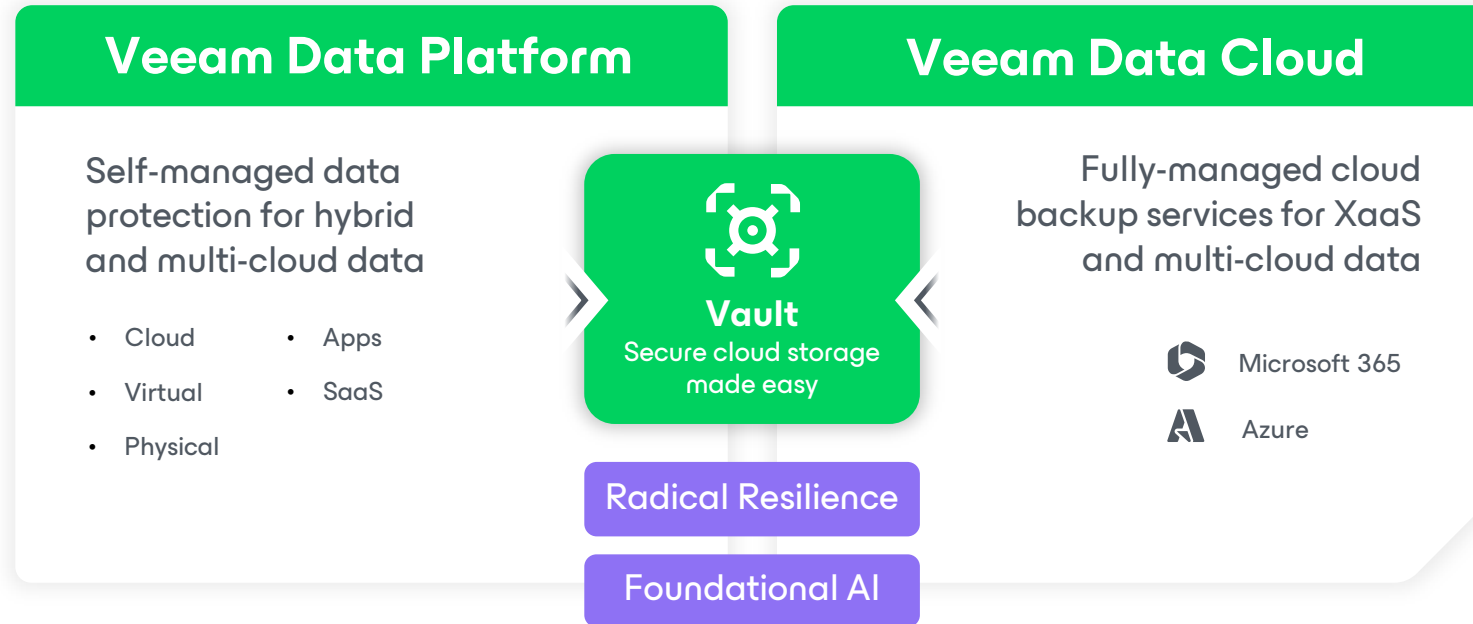 Veeam Data Platform
Self-managed data
protection for hybrid
and multi-cloud data
• Cloud
• Virtual
• Physical
• Apps
• SaaS
Vault
Secure cloud storage
made easy
Radical Resilience
Foundational AI
Veeam Data Cloud
Fully-managed cloud
backup services for XaaS
and multi-cloud data
Microsoft 365
Azure